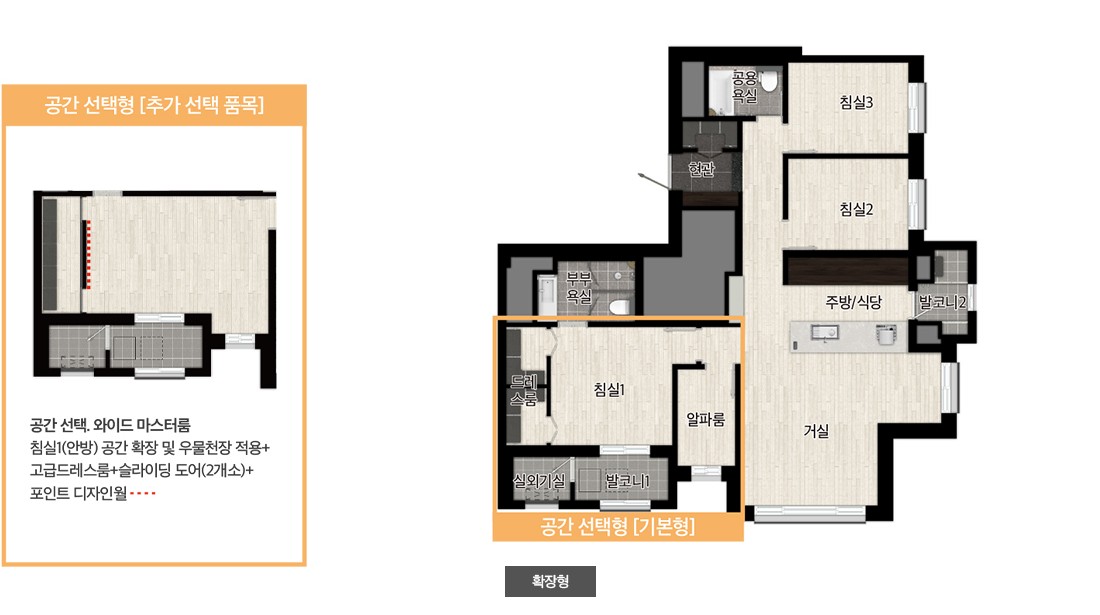 공간 선택형 [추가 선택 품목]
공간 선택. 와이드 마스터룸
침실1(안방) 공간 확장 및 우물천장 적용+
고급드레스룸+슬라이딩 도어(2개소)+
포인트 디자인월
공용
욕실
침실3
현관
침실2
부부
욕실
주방/식당
발코니2
드레
스룸
침실1
알파룸
거실
실외기실
발코니1
공간 선택형 [기본형]
확장형